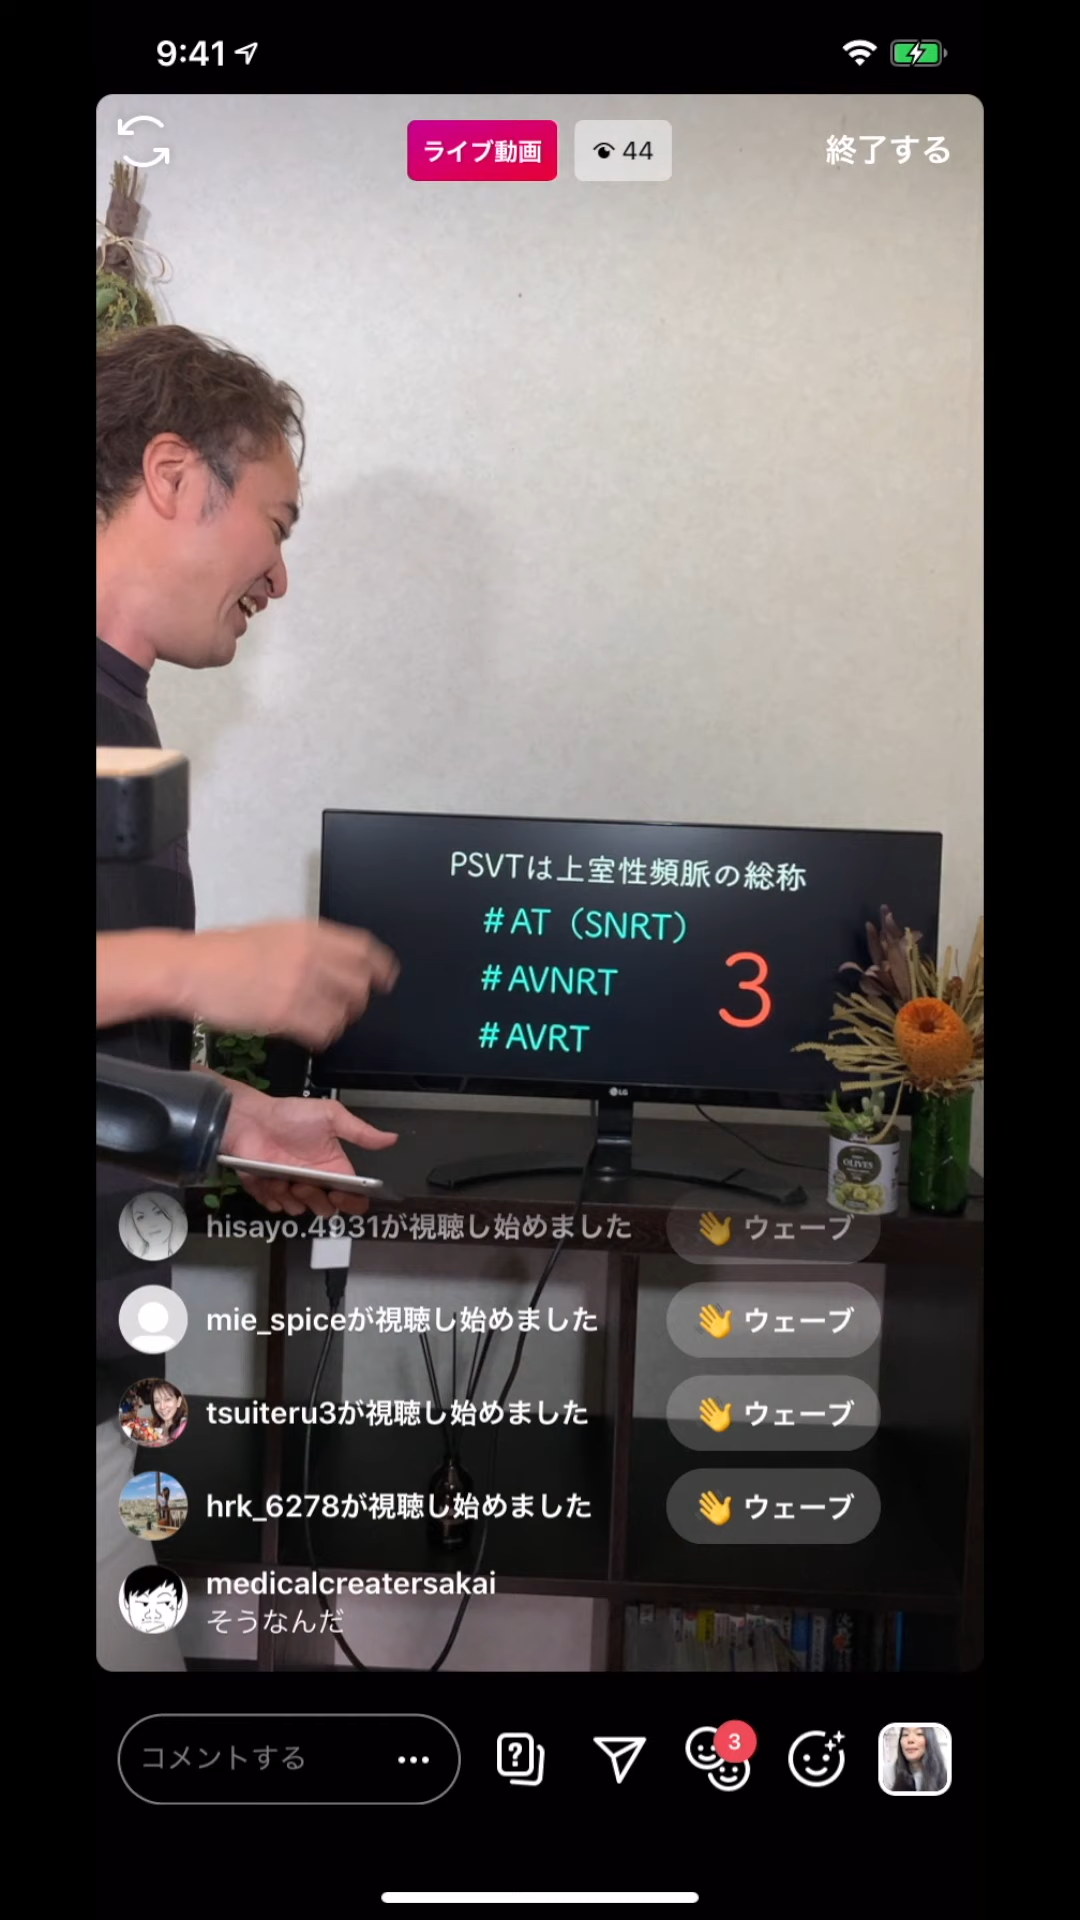 9:41
ライブ動画
44
終了する
PSVTは上室性頻脈の総称
#AT（SNRT）
#AVNRT
#AVRT
3
LG
OLIVES
hisayo.4931が視聴し始めました
👋 ウェーブ
mie_spiceが視聴し始めました
👋 ウェーブ
tsuiteru3が視聴し始めました
👋 ウェーブ
hrk_6278が視聴し始めました
👋 ウェーブ
medicalcreatersakai
そうなんだ
コメントする
3